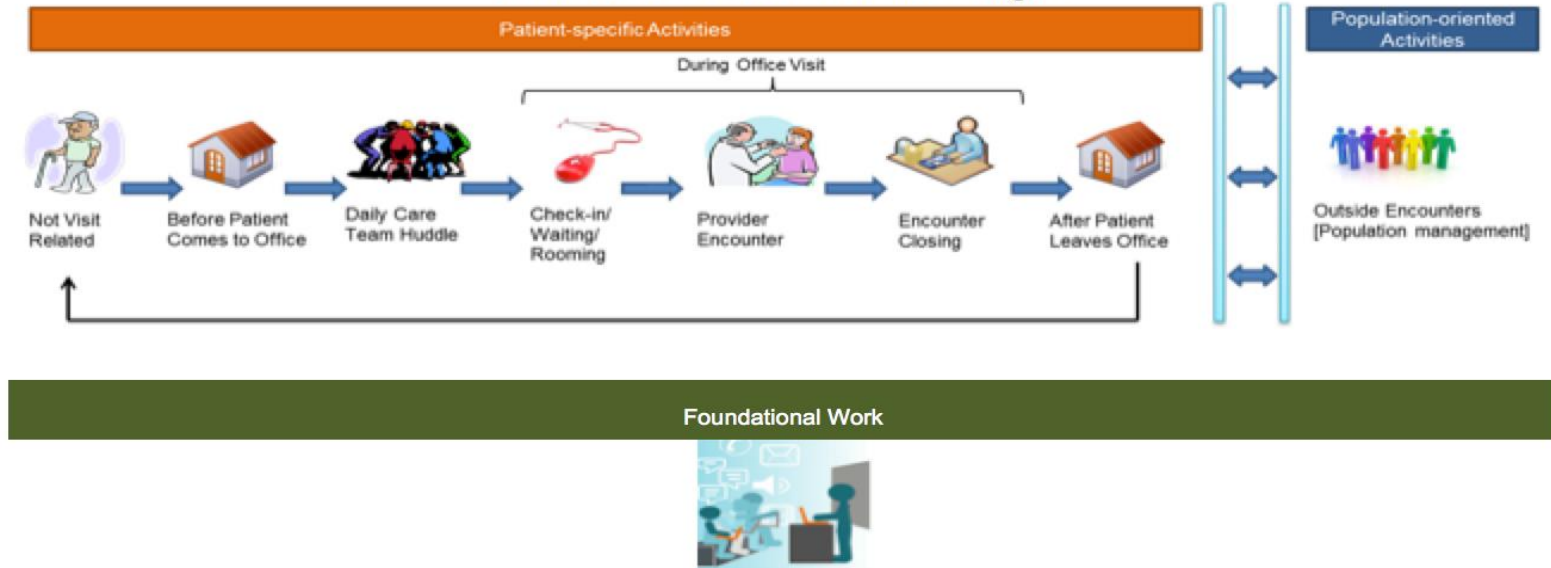 Patient-specific Activities
Population-oriented
Activities
During Office Visit
Not Visit
Related
Before Patient
Comes to Office
Daily Care
Team Huddle
Check-in/
Waiting/
Rooming
Provider
Encounter
Encounter
Closing
After Patient
Leaves Office
Outside Encounters
[Population management]
Foundational Work